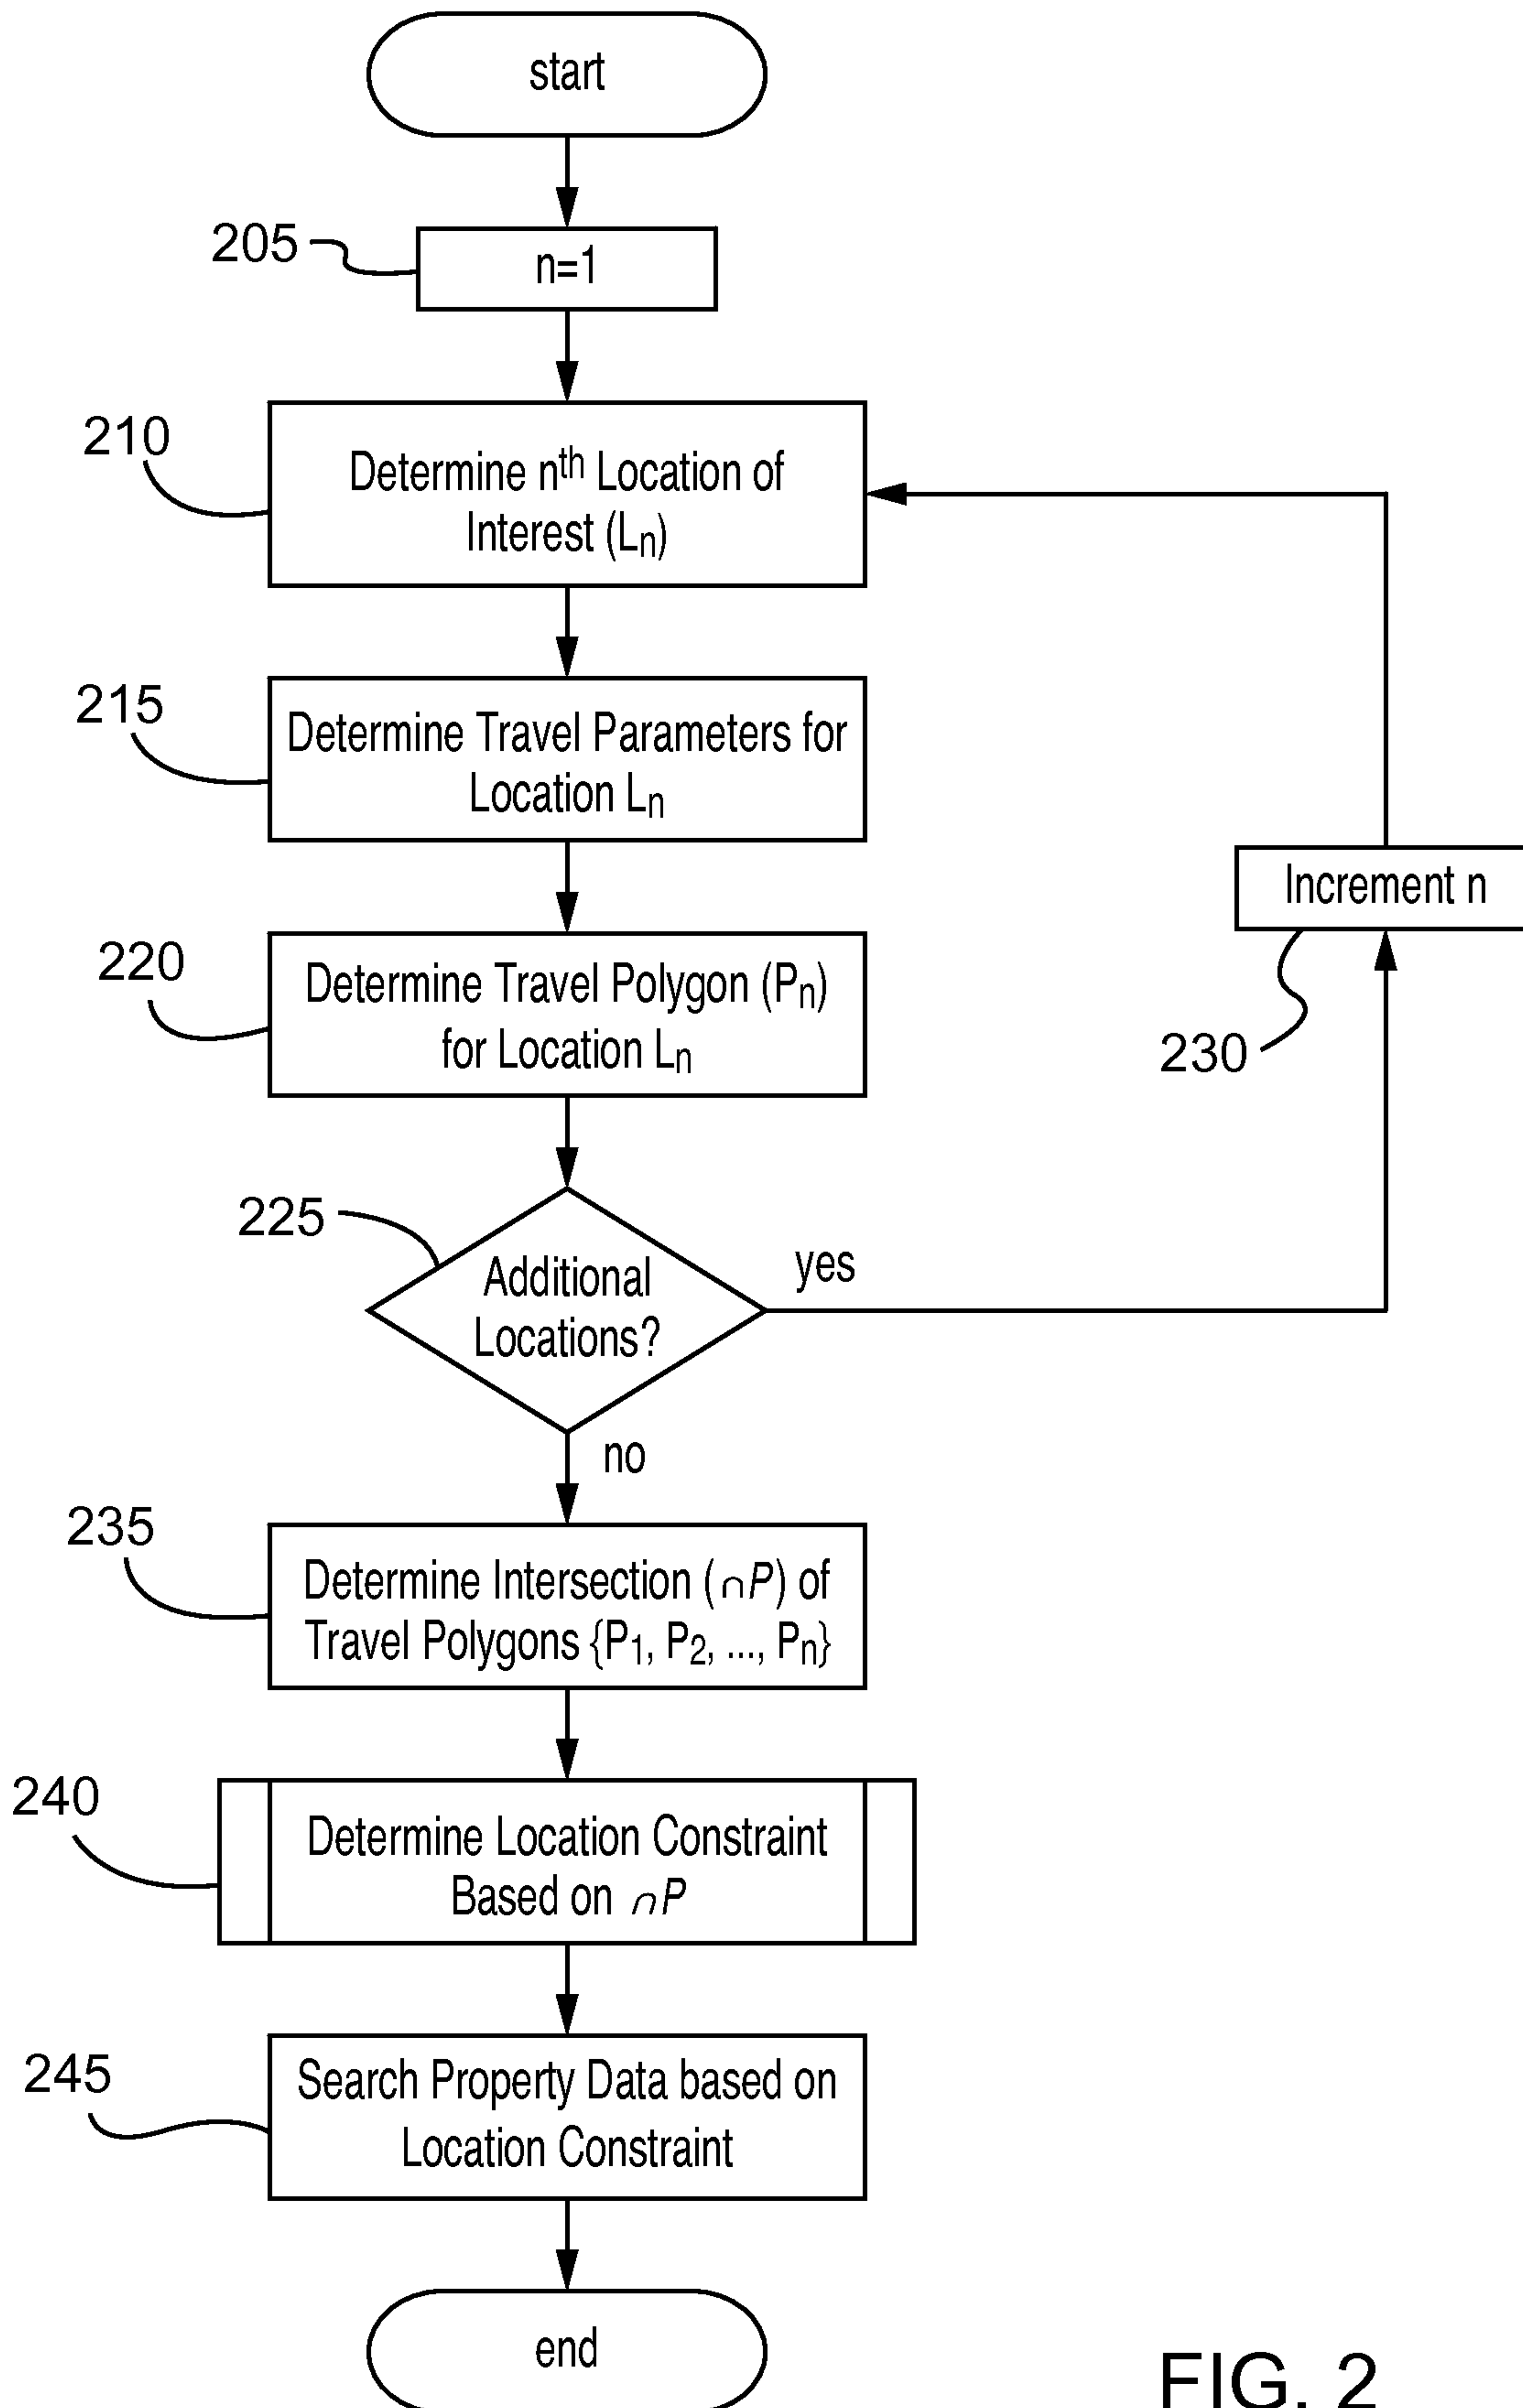 start
205
n=1
210
Determine nth Location of
Interest (Ln)
215
Determine Travel Parameters for
Location Ln
Increment n
230
220
Determine Travel Polygon (Pn)
for Location Ln
225
Additional
Locations?
yes
no
235
Determine Intersection (∩P) of
Travel Polygons {P1, P2, ..., Pn}
240
Determine Location Constraint
Based on ∩P
245
Search Property Data based on
Location Constraint
end
FIG. 2